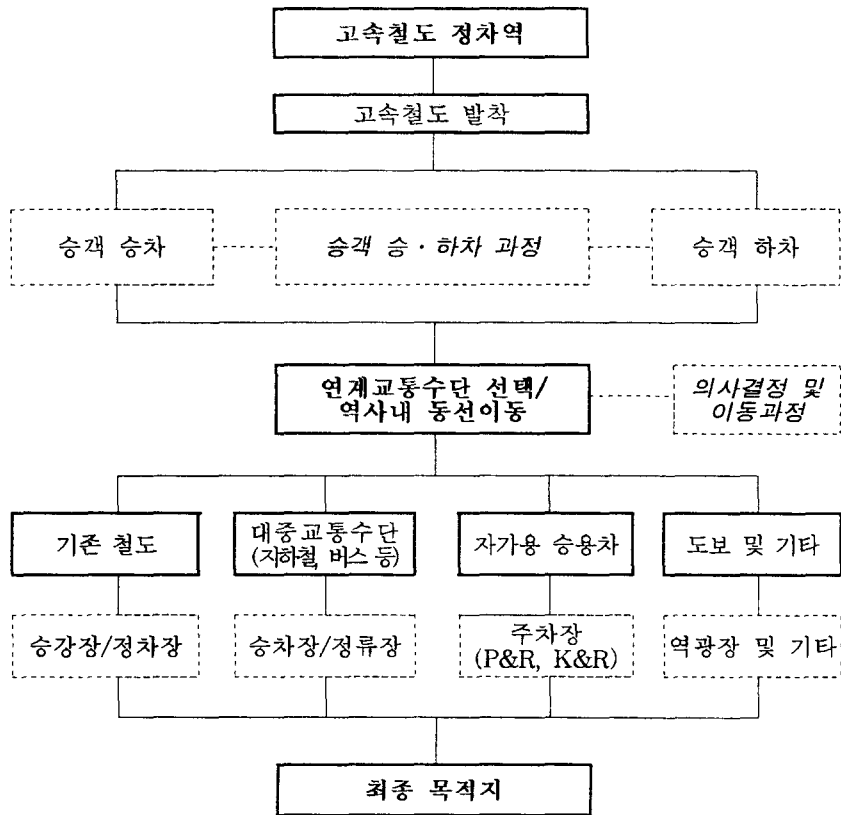 고속철도 정차역
고속철도 발착
승객 승차
승객 승·하차 과정
승객 하차
연계교통수단 선택/
역사내 동선이동
의사결정 및
이동과정
기존 철도
대중교통수단
(지하철, 버스 등)
자가용 승용차
도보 및 기타
승강장/정차장
승차장/정류장
주차장
(P&R, K&R)
역광장 및 기타
최종 목적지